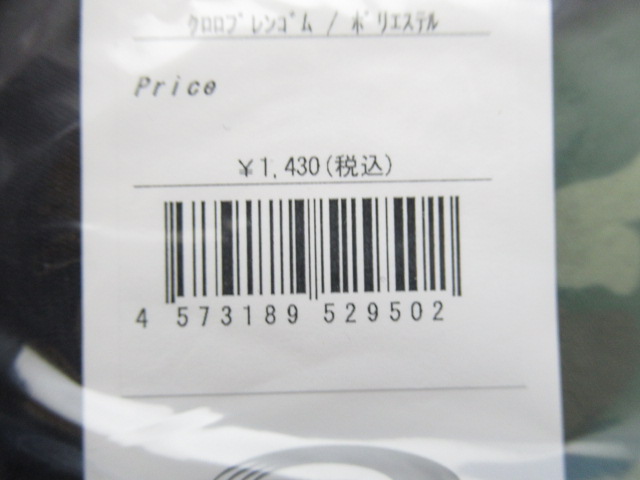 ｸﾛﾛﾌﾟﾚﾝｺﾞﾑ / ﾎﾟﾘｴｽﾃﾙ
Price
￥1,430(税込)
4 573189 529502